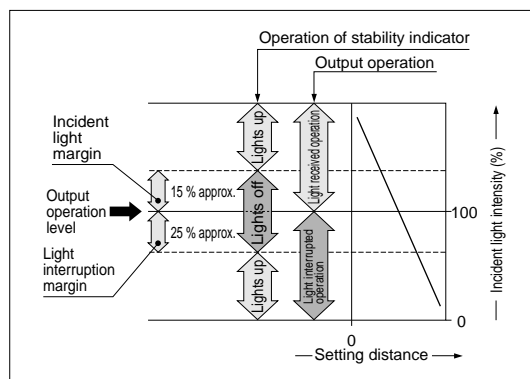 Operation of stability indicator
Output operation
Incident
light
margin
Output
operation
level
Light
interruption
margin
15 % approx.
25 % approx.
Lights up
Lights off
Lights up
Light received operation
Light interrupted
operation
100
0
0
Setting distance
Incident light intensity (%)